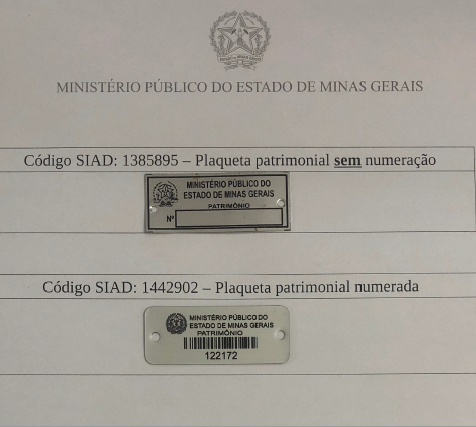 MINISTÉRIO PÚBLICO DO ESTADO DE MINAS GERAIS
Código SIAD: 1385895 – Plaqueta patrimonial sem numeração
MINISTÉRIO PÚBLICO DO
ESTADO DE MINAS GERAIS
PATRIMÔNIO
Nº
Código SIAD: 1442902 – Plaqueta patrimonial numerada
MINISTÉRIO PÚBLICO DO
ESTADO DE MINAS GERAIS
PATRIMÔNIO
122172